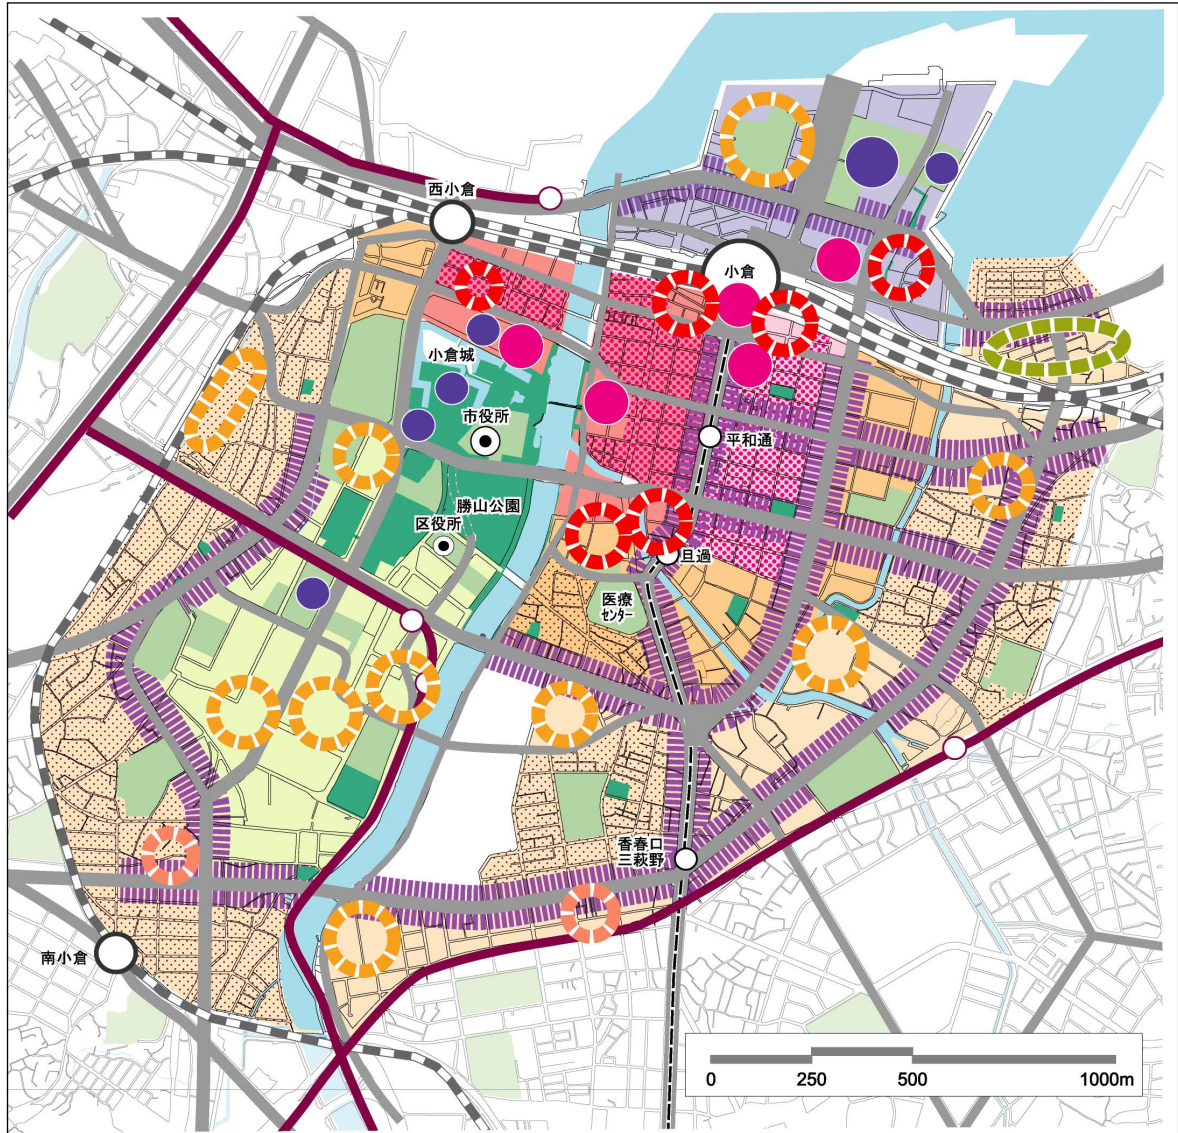 西小倉
小倉
小倉城
市役所
平和通
勝山公園
区役所
旦過
医療
センター
香春口
三萩野
南小倉
0 250 500 1000m